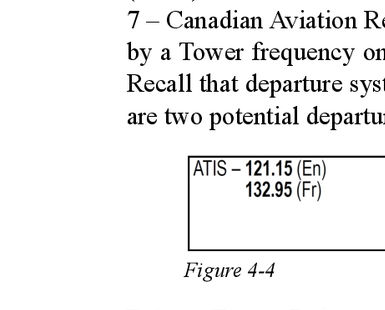 7 – Canadian Aviation Re
by a Tower frequency on
Recall that departure syst
are two potential departu
ATIS – 121.15 (En)
132.95 (Fr)
Figure 4-4